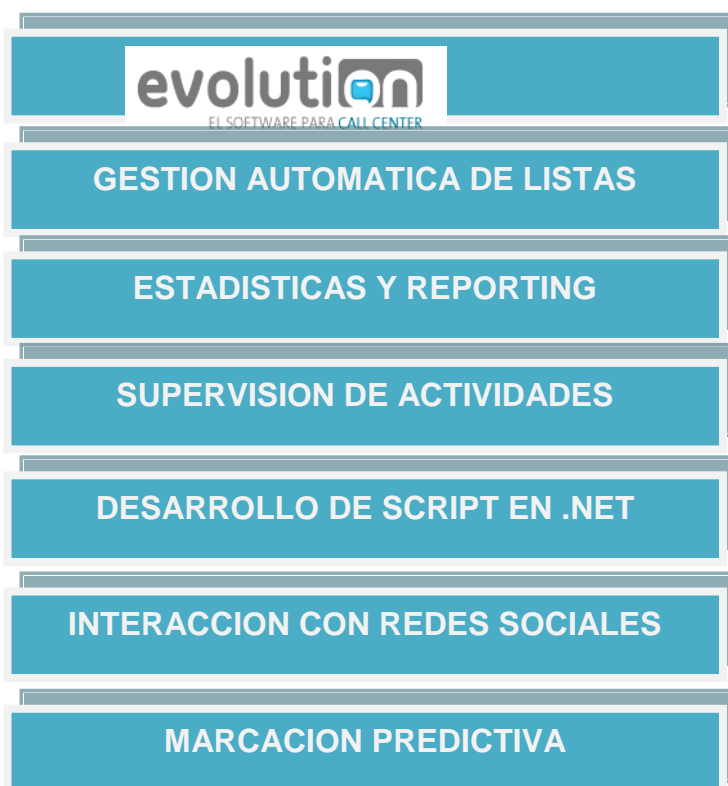 evolution
EL SOFTWARE PARA CALL CENTER
GESTION AUTOMATICA DE LISTAS
ESTADISTICAS Y REPORTING
SUPERVISION DE ACTIVIDADES
DESARROLLO DE SCRIPT EN .NET
INTERACCION CON REDES SOCIALES
MARCACION PREDICTIVA